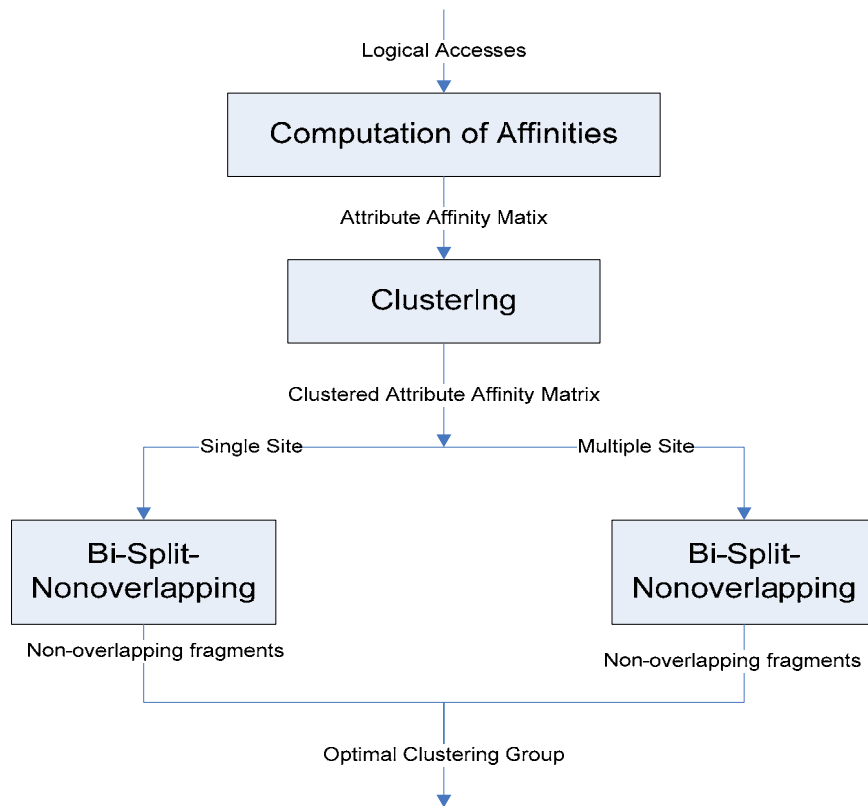 Logical Accesses
Computation of Affinities
Attribute Affinity Matix
ClusterIng
Clustered Attribute Affinity Matrix
Single Site
Multiple Site
Bi-Split-
Nonoverlapping
Bi-Split-
Nonoverlapping
Non-overlapping fragments
Non-overlapping fragments
Optimal Clustering Group